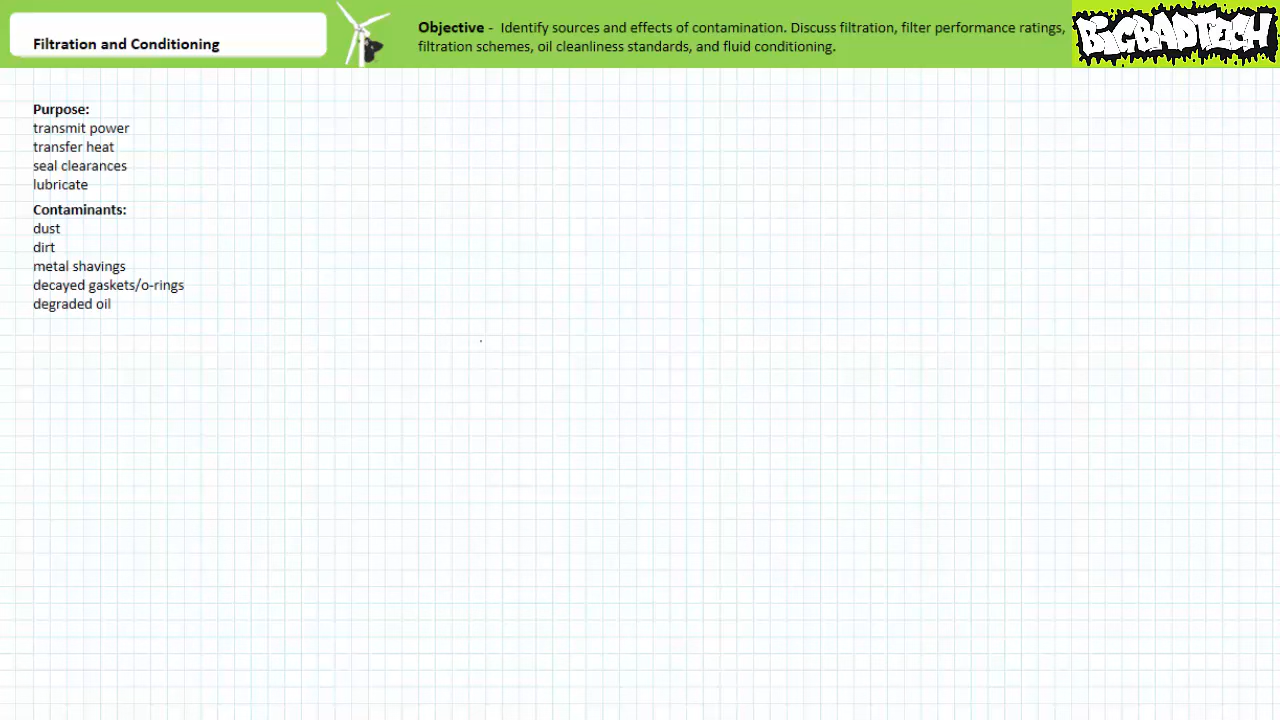 Filtration and Conditioning
Objective - Identify sources and effects of contamination. Discuss filtration, filter performance ratings,
filtration schemes, oil cleanliness standards, and fluid conditioning.
BIGBADTECH
Purpose:
transmit power
transfer heat
seal clearances
lubricate
Contaminants:
dust
dirt
metal shavings
decayed gaskets/o-rings
degraded oil